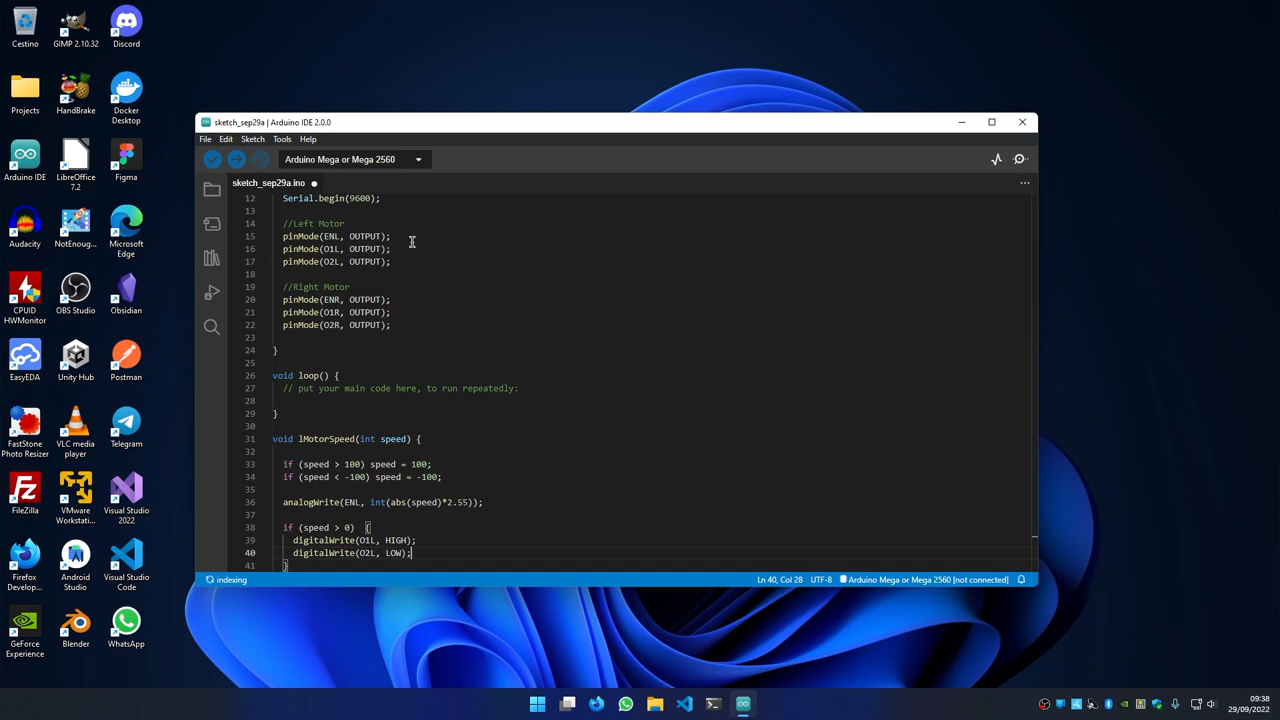 Cestino
GIMP 2.10.32
Discord
Projects
HandBrake
Docker
Desktop
Arduino IDE
LibreOffice
7.2
Figma
Audacity
NotEnoug...
Microsoft
Edge
CPUID
HWMonitor
OBS Studio
Obsidian
EasyEDA
Unity Hub
Postman
FastStone
Photo Resizer
VLC media
player
Telegram
FileZilla
VMware
Workstati...
Visual Studio
2022
Firefox
Develop...
Android
Studio
Visual Studio
Code
GeForce
Experience
Blender
WhatsApp
sketch_sep29a | Arduino IDE 2.0.0
File Edit Sketch Tools Help
Arduino Mega or Mega 2560
sketch_sep29a.ino
12 Serial.begin(9600);
13
14 //Left Motor
15 pinMode(ENL, OUTPUT);
16 pinMode(O1L, OUTPUT);
17 pinMode(O2L, OUTPUT);
18
19 //Right Motor
20 pinMode(ENR, OUTPUT);
21 pinMode(O1R, OUTPUT);
22 pinMode(O2R, OUTPUT);
23
24 }
25
26 void loop() {
27 // put your main code here, to run repeatedly:
28
29 }
30
31 void lMotorSpeed(int speed) {
32
33 if (speed > 100) speed = 100;
34 if (speed < -100) speed = -100;
35
36 analogWrite(ENL, int(abs(speed)*2.55));
37
38 if (speed > 0) {
39 digitalWrite(O1L, HIGH);
40 digitalWrite(O2L, LOW);
41 }
indexing
Ln 40, Col 28 UTF-8 Arduino Mega or Mega 2560 [not connected]
09:38
29/09/2022